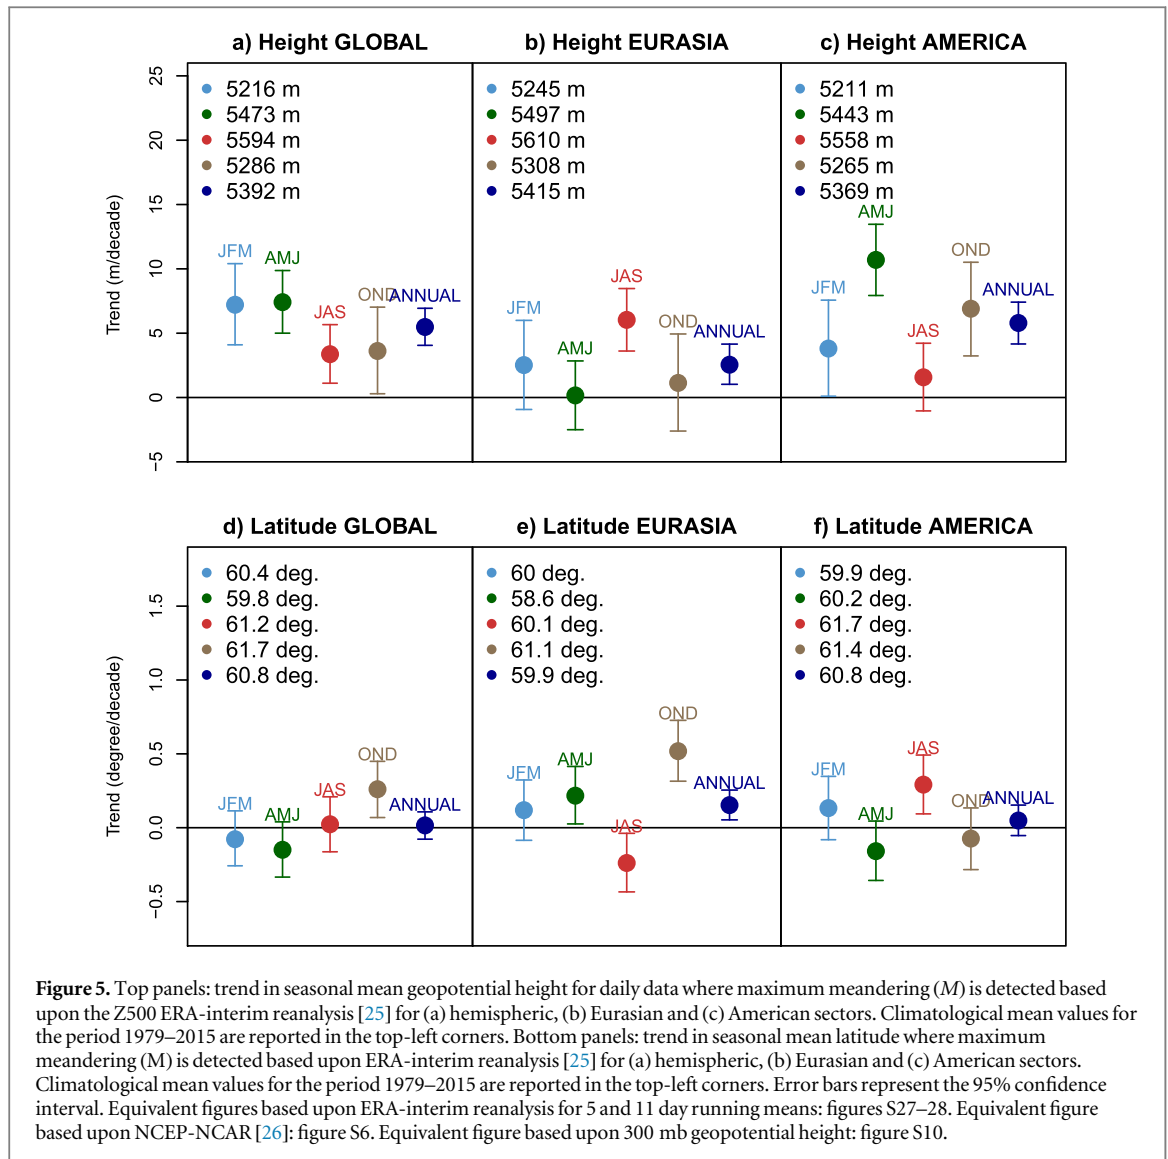 a) Height GLOBAL
b) Height EURASIA
c) Height AMERICA
Trend (m/decade)
25
20
15
10
5
0
−5
5216 m
5473 m
5594 m
5286 m
5392 m
JFM
AMJ
JAS
OND
ANNUAL
5245 m
5497 m
5610 m
5308 m
5415 m
JFM
AMJ
JAS
OND
ANNUAL
5211 m
5443 m
5558 m
5265 m
5369 m
JFM
AMJ
JAS
OND
ANNUAL
d) Latitude GLOBAL
e) Latitude EURASIA
f) Latitude AMERICA
Trend (degree/decade)
1.5
1.0
0.5
0.0
−0.5
60.4 deg.
59.8 deg.
61.2 deg.
61.7 deg.
60.8 deg.
JFM
AMJ
JAS
OND
ANNUAL
60 deg.
58.6 deg.
60.1 deg.
61.1 deg.
59.9 deg.
JFM
AMJ
JAS
OND
ANNUAL
59.9 deg.
60.2 deg.
61.7 deg.
61.4 deg.
60.8 deg.
JFM
AMJ
JAS
OND
ANNUAL
Figure 5. Top panels: trend in seasonal mean geopotential height for daily data where maximum meandering (M) is detected based
upon the Z500 ERA-interim reanalysis [25] for (a) hemispheric, (b) Eurasian and (c) American sectors. Climatological mean values for
the period 1979–2015 are reported in the top-left corners. Bottom panels: trend in seasonal mean latitude where maximum
meandering (M) is detected based upon ERA-interim reanalysis [25] for (a) hemispheric, (b) Eurasian and (c) American sectors.
Climatological mean values for the period 1979–2015 are reported in the top-left corners. Error bars represent the 95% confidence
interval. Equivalent figures based upon ERA-interim reanalysis for 5 and 11 day running means: figures S27–28. Equivalent figure
based upon NCEP-NCAR [26]: figure S6. Equivalent figure based upon 300 mb geopotential height: figure S10.